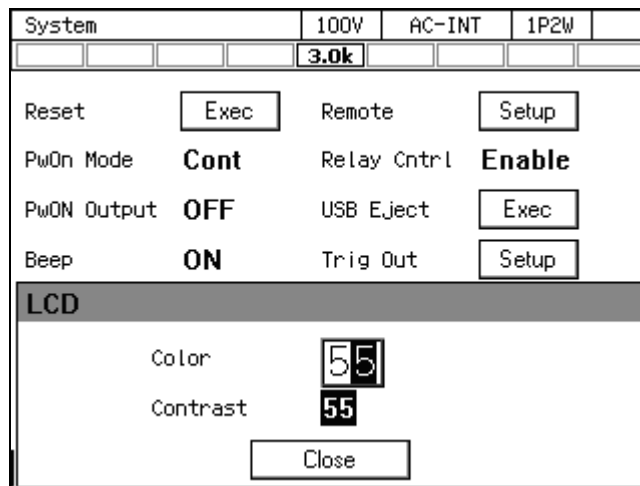 System 100V AC-INT 1P2W
3.0k
Reset Exec Remote Setup
PwOn Mode Cont Relay Cntrl Enable
PwON Output OFF USB Eject Exec
Beep ON Trig Out Setup
LCD
Color 55
Contrast 55
Close